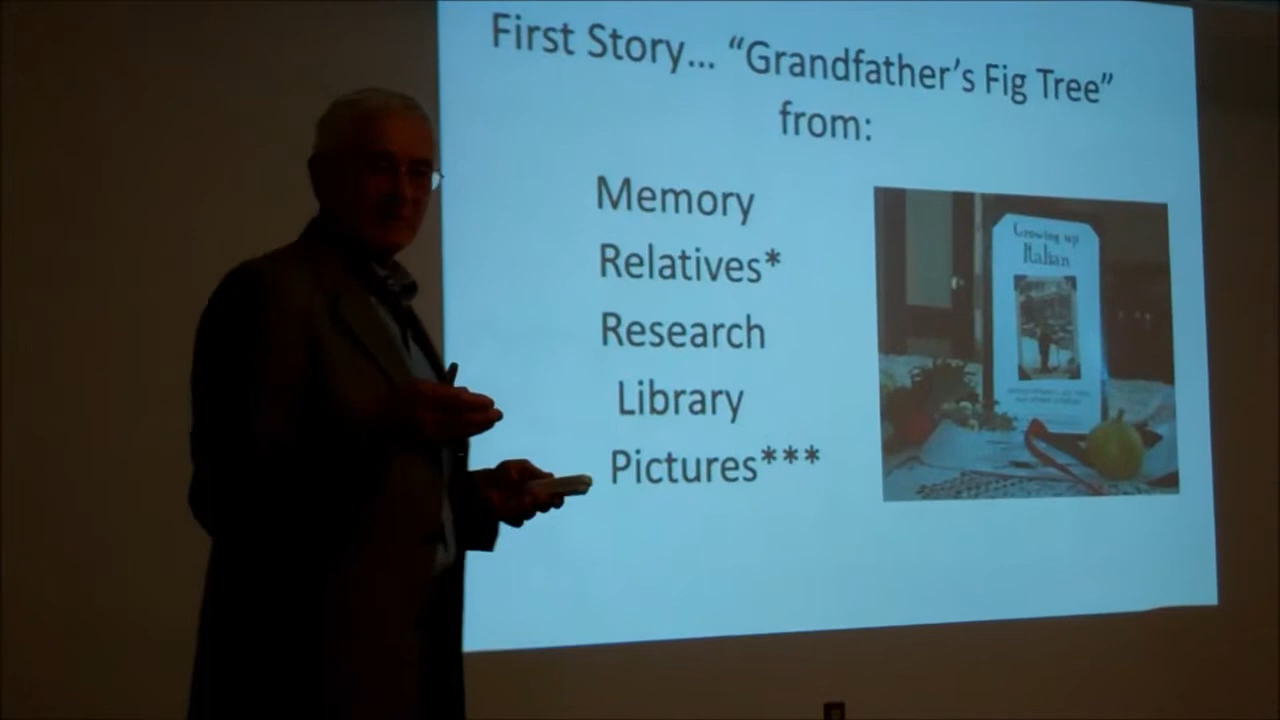 First Story... “Grandfather’s Fig Tree”
from:
Memory
Relatives*
Research
Library
Pictures***
Growing up
Italian